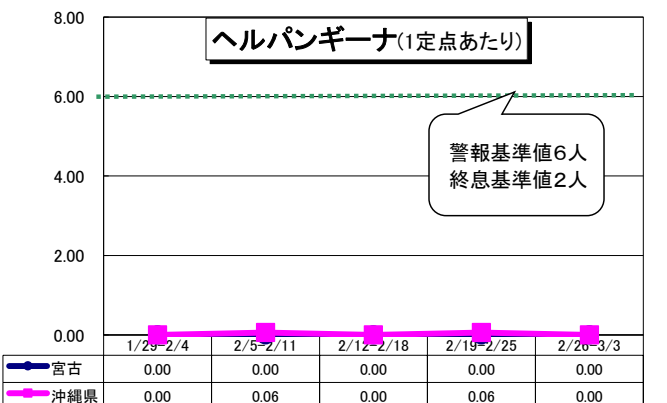 8.00
ヘルパンギーナ(1定点あたり)
6.00
警報基準値6人
終息基準値2人
4.00
2.00
0.00
1/29-2/4 2/5-2/11 2/12-2/18 2/19-2/25 2/26-3/3
宮古 0.00 0.00 0.00 0.00 0.00
沖縄県 0.00 0.06 0.00 0.06 0.00